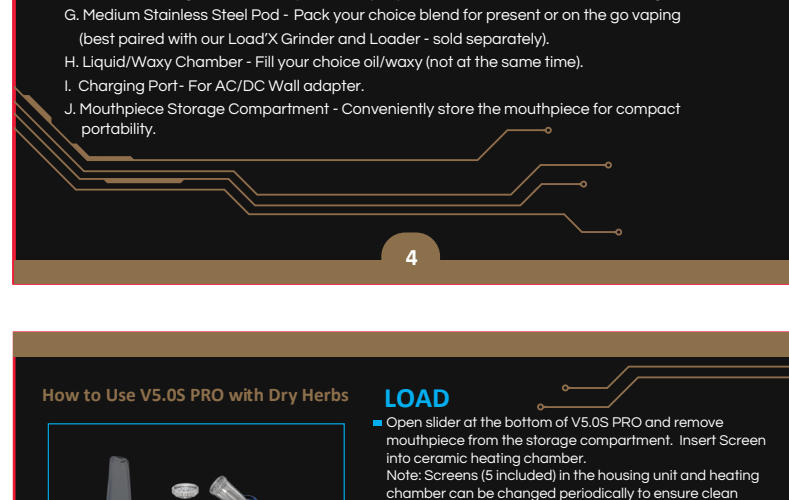 G. Medium Stainless Steel Pod - Pack your choice blend for present or on the go vaping
(best paired with our Load'X Grinder and Loader - sold separately).
H. Liquid/Waxy Chamber - Fill your choice oil/waxy (not at the same time).
I. Charging Port- For AC/DC Wall adapter.
J. Mouthpiece Storage Compartment - Conveniently store the mouthpiece for compact
portability.
4
How to Use V5.0S PRO with Dry Herbs
LOAD
Open slider at the bottom of V5.0S PRO and remove
mouthpiece from the storage compartment. Insert Screen
into ceramic heating chamber.
Note: Screens (5 included) in the housing unit and heating
chamber can be changed periodically to ensure clean